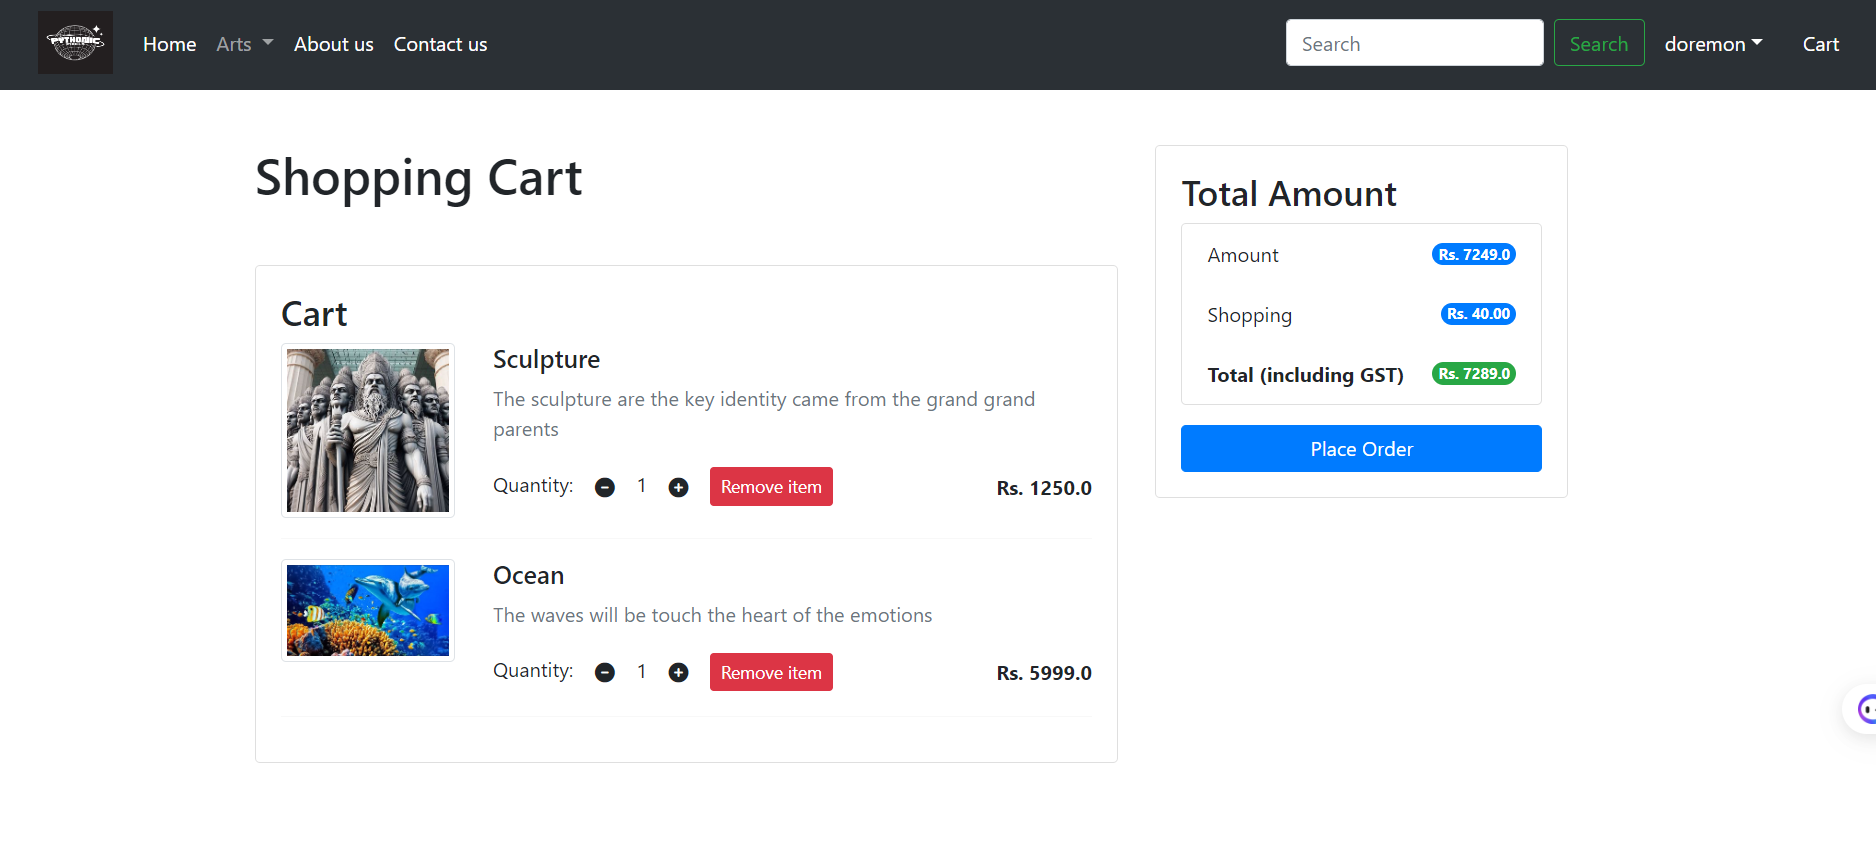 PYTHONIC
Home
Arts
About us
Contact us
Search
Search
doremon
Cart
Shopping Cart
Cart
Sculpture
The sculpture are the key identity came from the grand grand
parents
Quantity: 1 Remove item Rs. 1250.0
Ocean
The waves will be touch the heart of the emotions
Quantity: 1 Remove item Rs. 5999.0
Total Amount
Amount Rs. 7249.0
Shopping Rs. 40.00
Total (including GST) Rs. 7289.0
Place Order